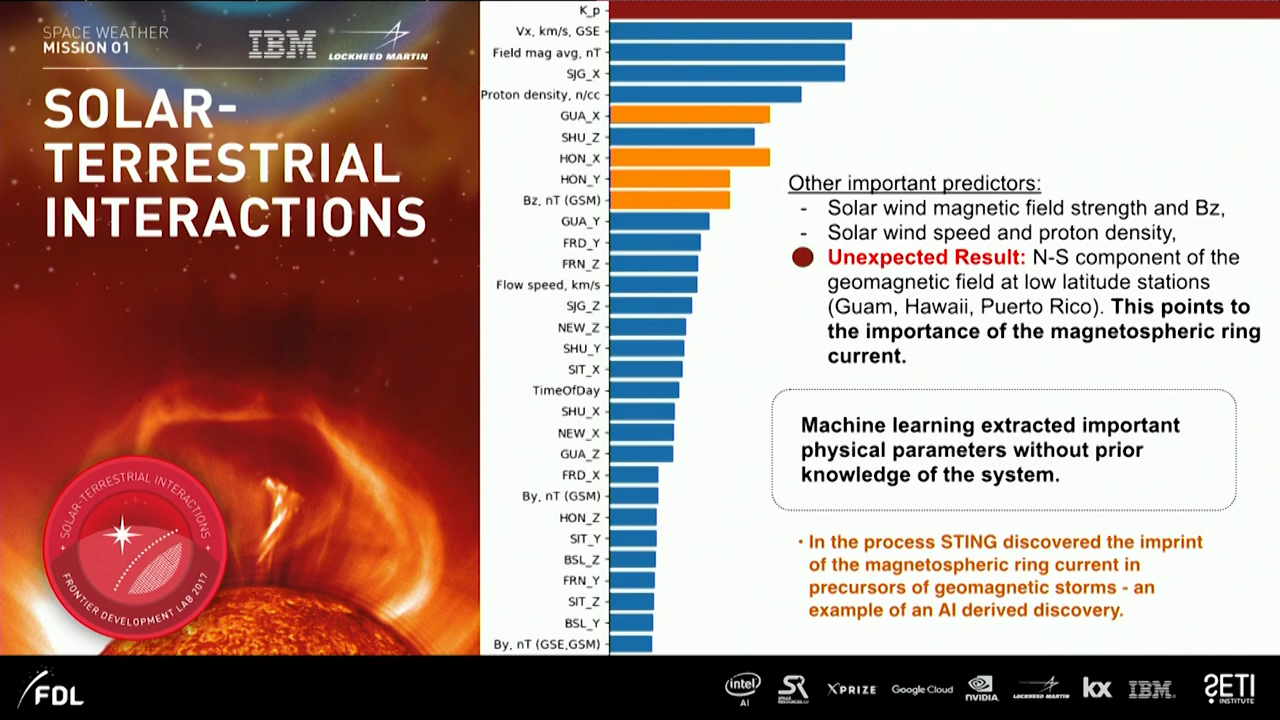 SPACE WEATHER
MISSION 01
IBM
LOCKHEED MARTIN
SOLAR-
TERRESTRIAL
INTERACTIONS
SOLAR-TERRESTRIAL INTERACTIONS
FRONTIER DEVELOPMENT LAB 2017
K_p
Vx, km/s, GSE
Field mag avg, nT
SJG_X
Proton density, n/cc
GUA_X
SHU_Z
HON_X
HON_Y
Bz, nT (GSM)
GUA_Y
FRD_Y
FRN_Z
Flow speed, km/s
SJG_Z
NEW_Z
SHU_Y
SIT_X
TimeOfDay
SHU_X
NEW_X
GUA_Z
FRD_X
By, nT (GSM)
HON_Z
SIT_Y
BSL_Z
FRN_Y
SIT_Z
BSL_Y
By, nT (GSE,GSM)
Other important predictors:
- Solar wind magnetic field strength and Bz,
- Solar wind speed and proton density,
Unexpected Result: N-S component of the
geomagnetic field at low latitude stations
(Guam, Hawaii, Puerto Rico). This points to
the importance of the magnetospheric ring
current.
Machine learning extracted important
physical parameters without prior
knowledge of the system.
• In the process STING discovered the imprint
of the magnetospheric ring current in
precursors of geomagnetic storms - an
example of an AI derived discovery.
FDL
intel
AI
SR
SPACE
RESOURCES.LU
XPRIZE
Google Cloud
NVIDIA.
LOCKHEED MARTIN
kx
IBM.
SETI
INSTITUTE